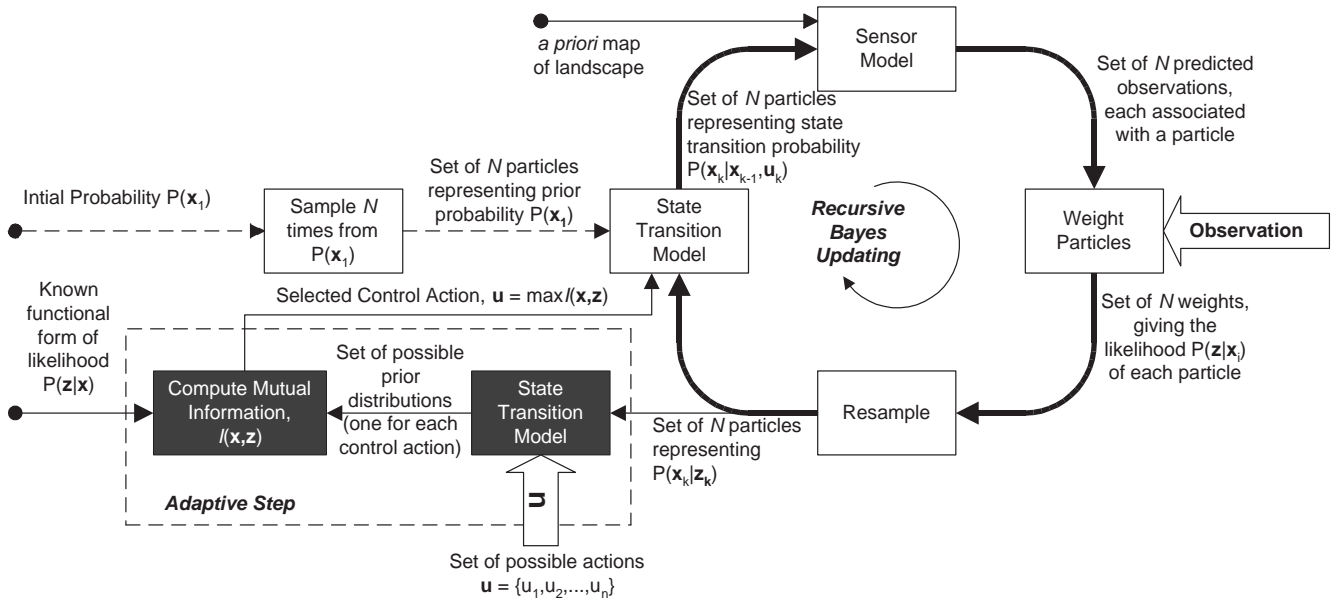 a priori map
of landscape
Sensor
Model
Set of N predicted
observations,
each associated
with a particle
Set of N particles
representing state
transition probability
P(xₖ|xₖ₋₁,uₖ)
Intial Probability P(x₁)
Sample N
times from
P(x₁)
Set of N particles
representing prior
probability P(x₁)
State
Transition
Model
Recursive
Bayes
Updating
Weight
Particles
Observation
Selected Control Action, u = max I(x,z)
Known
functional
form of
likelihood
P(z|x)
Set of N weights,
giving the
likelihood P(z|xᵢ)
of each particle
Compute Mutual
Information,
I(x,z)
Set of possible
prior
distributions
(one for each
control action)
State
Transition
Model
Resample
Set of N particles
representing
P(xₖ|zₖ)
Adaptive Step
u
Set of possible actions
u = {u₁,u₂,...,uₙ}